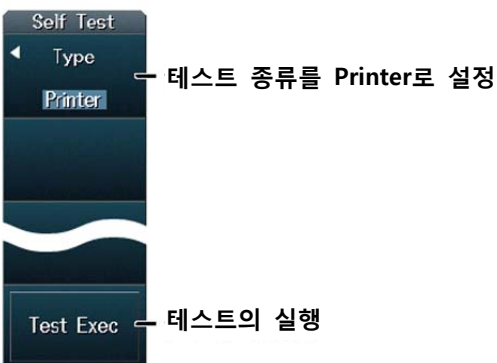 Self Test
Type
테스트 종류를 Printer로 설정
Printer
Test Exec
테스트의 실행